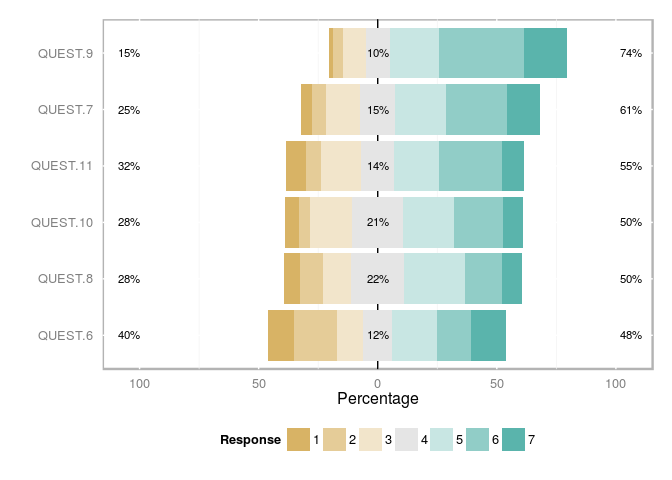 QUEST.9 15% 10% 74%
QUEST.7 25% 15% 61%
QUEST.11 32% 14% 55%
QUEST.10 28% 21% 50%
QUEST.8 28% 22% 50%
QUEST.6 40% 12% 48%
100 50 0 50 100
Percentage
Response 1 2 3 4 5 6 7